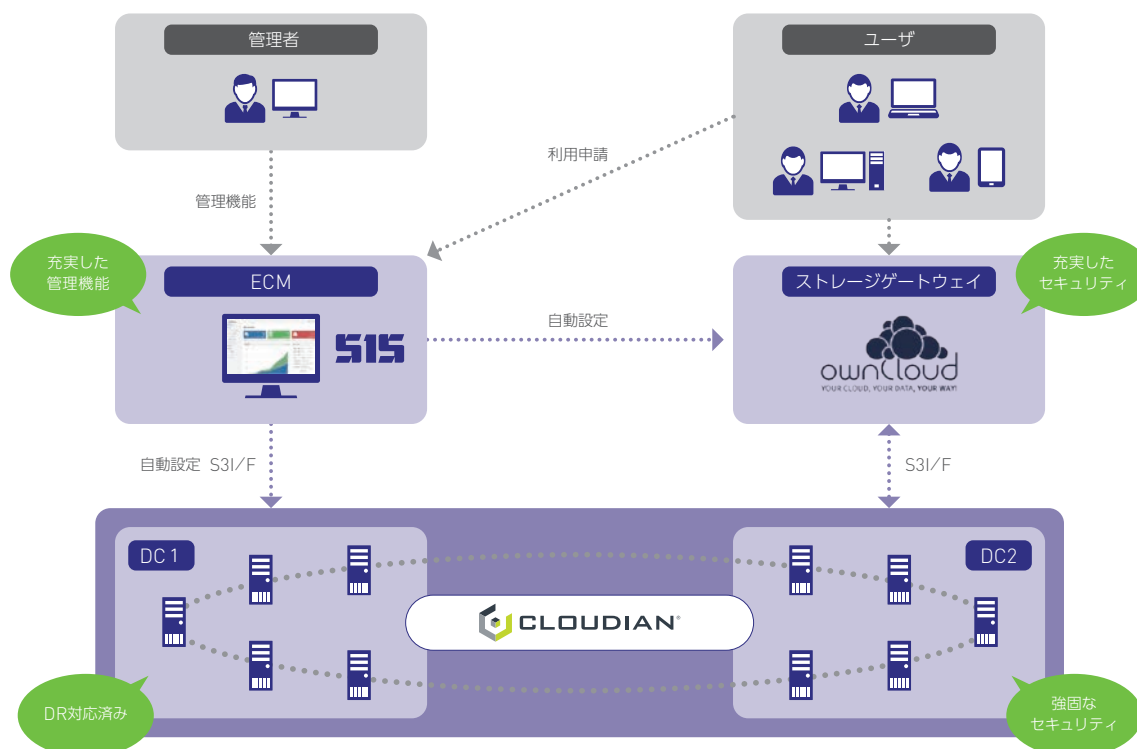 管理者
ユーザ
利用申請
管理機能
充実した
管理機能
ECM
S1S
自動設定
ストレージゲートウェイ
ownCloud
YOUR CLOUD, YOUR DATA, YOUR WAY!
充実した
セキュリティ
自動設定 S3I/F
S3I/F
DC1
DC2
CLOUDIAN®
DR対応済み
強固な
セキュリティ